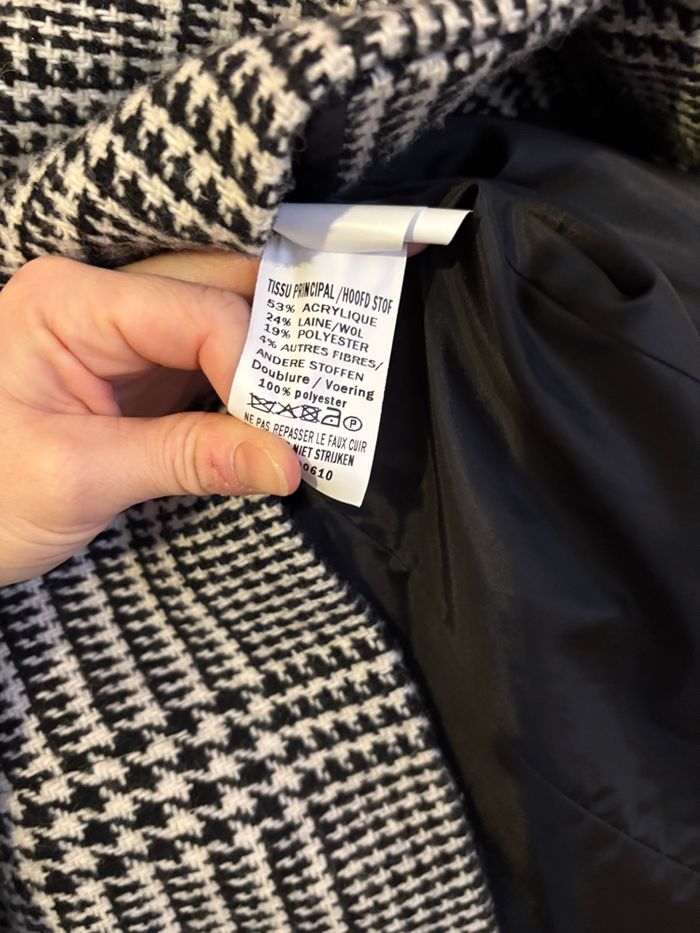 TISSU PRINCIPAL/HOOFD STOF
53% ACRYLIQUE
24% LAINE/WOL
19% POLYESTER
4% AUTRES FIBRES/
ANDERE STOFFEN
Doublure / Voering
100% polyester
P
NE PAS REPASSER LE FAUX CUIR
NIET STRIJKEN
0610